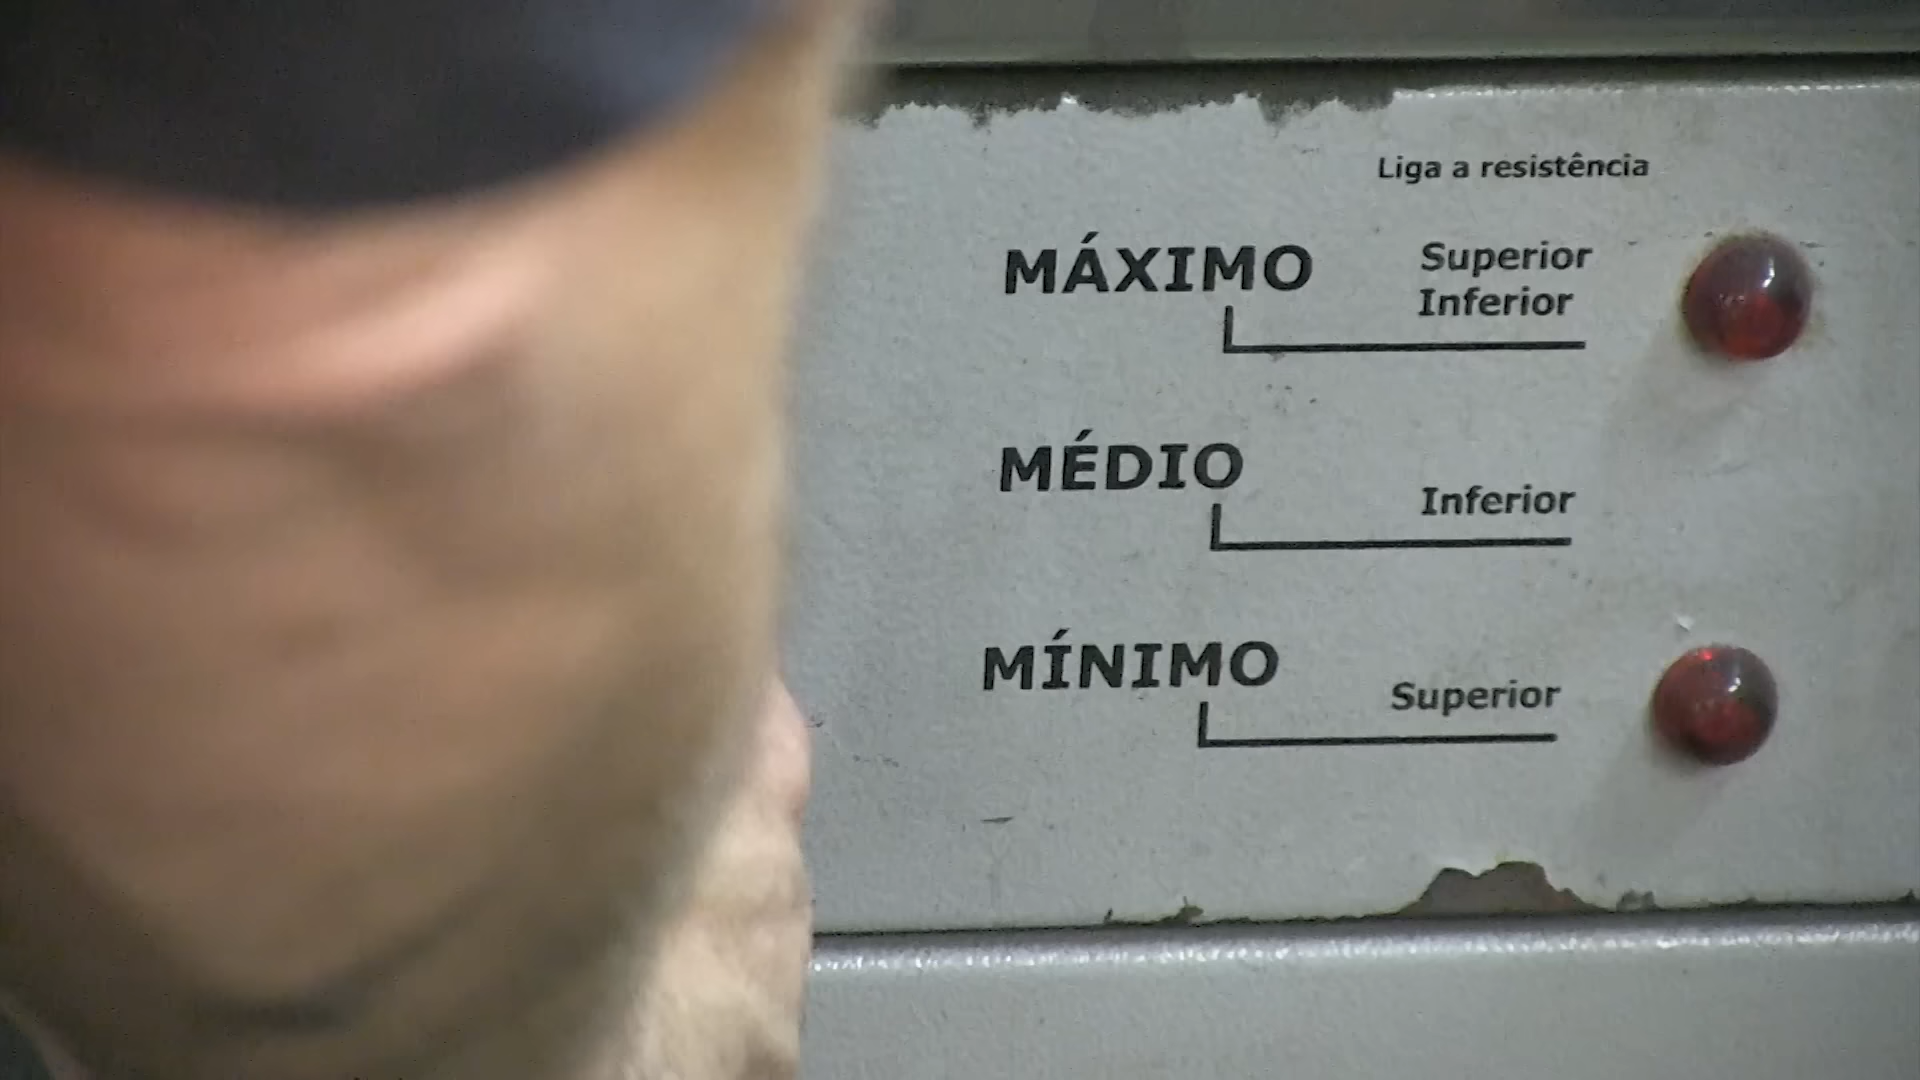 Liga a resistência
MÁXIMO Superior
Inferior
MÉDIO Inferior
MÍNIMO Superior